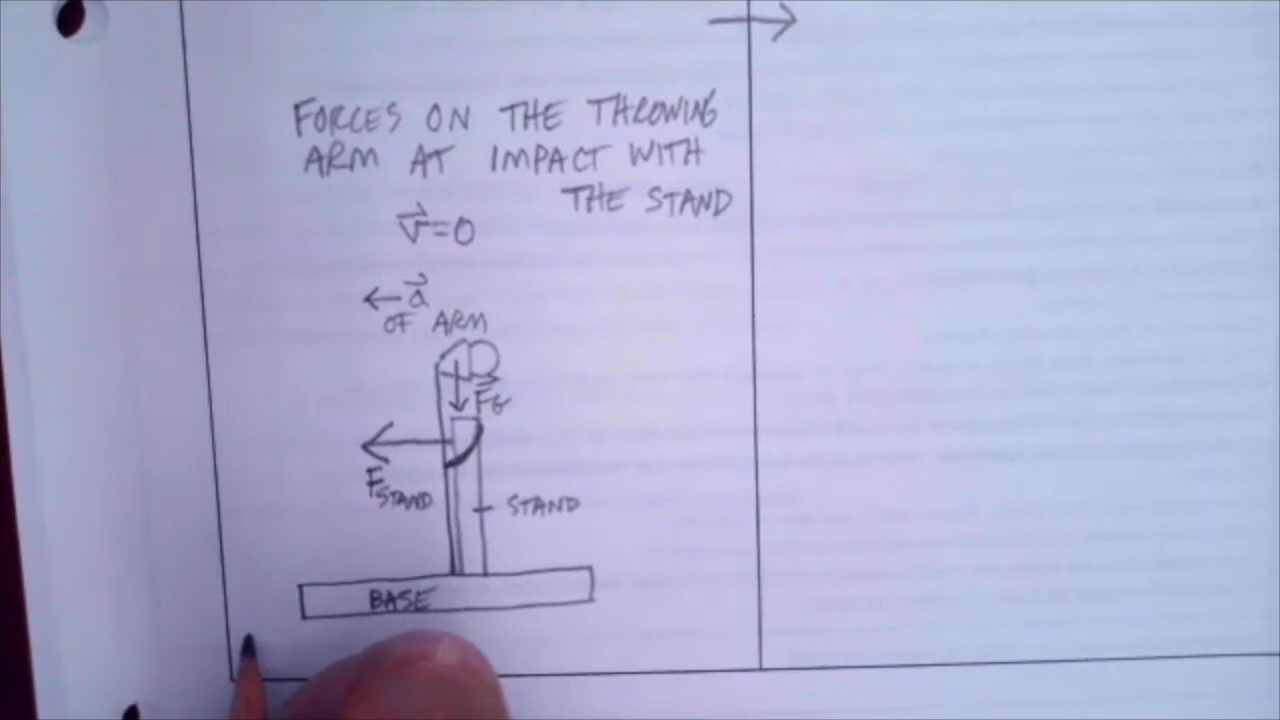 FORCES ON THE THROWING
ARM AT IMPACT WITH
THE STAND
v=0
a
OF ARM
FG
FSTAND
STAND
BASE